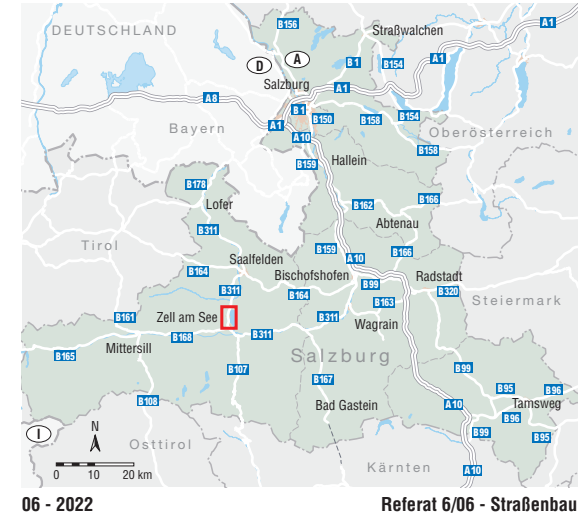 DEUTSCHLAND
B156
Straßwalchen
A1
D
A
B1
B154
A1
Salzburg
A8
A1
B1
B150
B158
B154
A1
Bayern
A10
Oberösterreich
B159
Hallein
B158
B178
Lofer
B162
B166
Abtenau
B311
Tirol
B159
B166
Saalfelden
A10
B164
Bischofshofen
Radstadt
B311
B99
B320
B164
B163
Steiermark
B161
Zell am See
B311
Wagrain
B168
B311
Mittersill
B165
Salzburg
B107
B99
B167
B95
B96
B108
Bad Gastein
A10
Tamsweg
B96
B99
B95
I
N
Osttirol
Kärnten
A10
0 10 20 km
06 - 2022
Referat 6/06 - Straßenbau